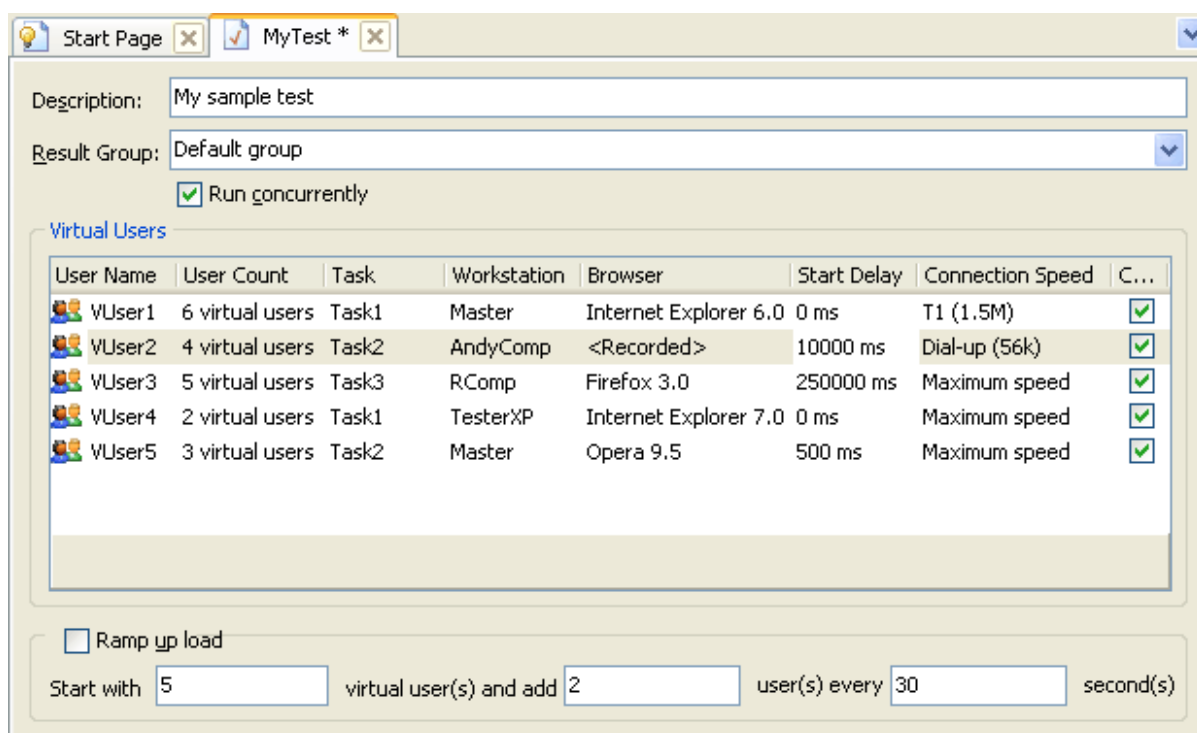 Start Page MyTest *
Description: My sample test
Result Group: Default group
Run concurrently
Virtual Users
User Name User Count Task Workstation Browser Start Delay Connection Speed C...
VUser1 6 virtual users Task1 Master Internet Explorer 6.0 0 ms T1 (1.5M)
VUser2 4 virtual users Task2 AndyComp <Recorded> 10000 ms Dial-up (56k)
VUser3 5 virtual users Task3 RComp Firefox 3.0 250000 ms Maximum speed
VUser4 2 virtual users Task1 TesterXP Internet Explorer 7.0 0 ms Maximum speed
VUser5 3 virtual users Task2 Master Opera 9.5 500 ms Maximum speed
Ramp up load
Start with 5 virtual user(s) and add 2 user(s) every 30 second(s)